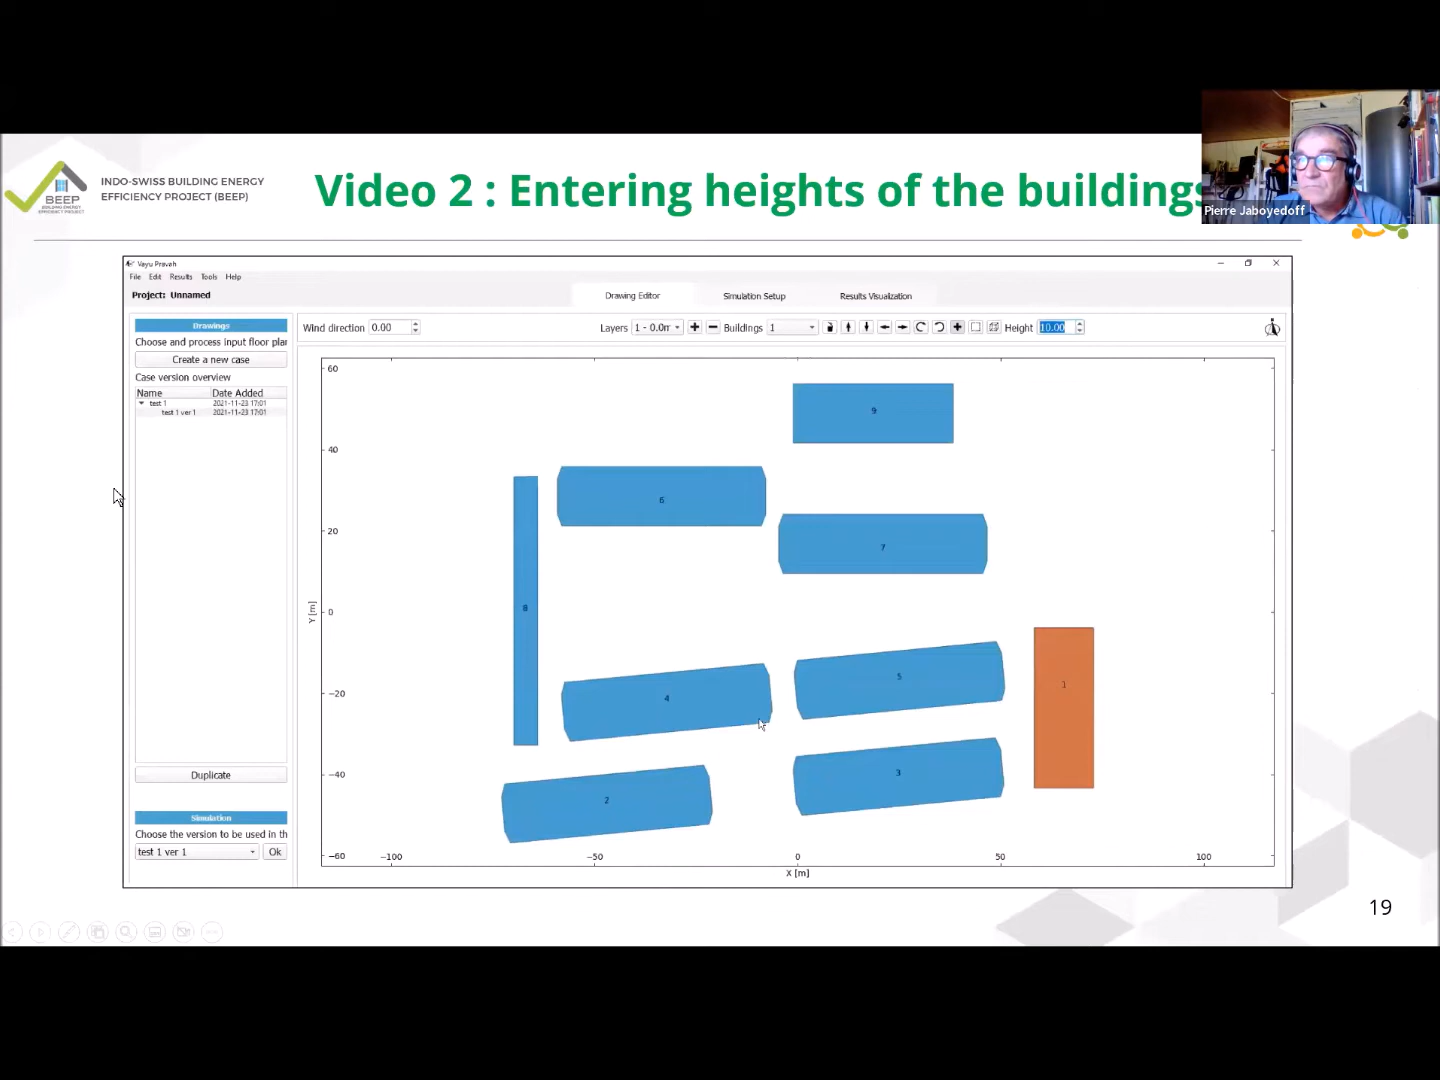 INDO-SWISS BUILDING ENERGY
EFFICIENCY PROJECT (BEEP)
BEEP
BUILDING ENERGY
EFFICIENCY PROJECT
Video 2 : Entering heights of the buildings
Pierre Jaboyedoff
Vayu Pravah
File Edit Results Tools Help
Project: Unnamed
Drawing Editor Simulation Setup Results Visualization
Drawings
Choose and process input floor plan
Create a new case
Case version overview
Name Date Added
test 1 2021-11-23 17:01
test 1 ver 1 2021-11-23 17:01
Duplicate
Simulation
Choose the version to be used in th
test 1 ver 1 Ok
Wind direction 0.00 Layers 1 - 0.0m Buildings 1 Height 10.00
60
40
20
0
−20
−40
−60
Y [m]
−100 −50 0 50 100
X [m]
9
6
7
8
5
4
1
3
2
19